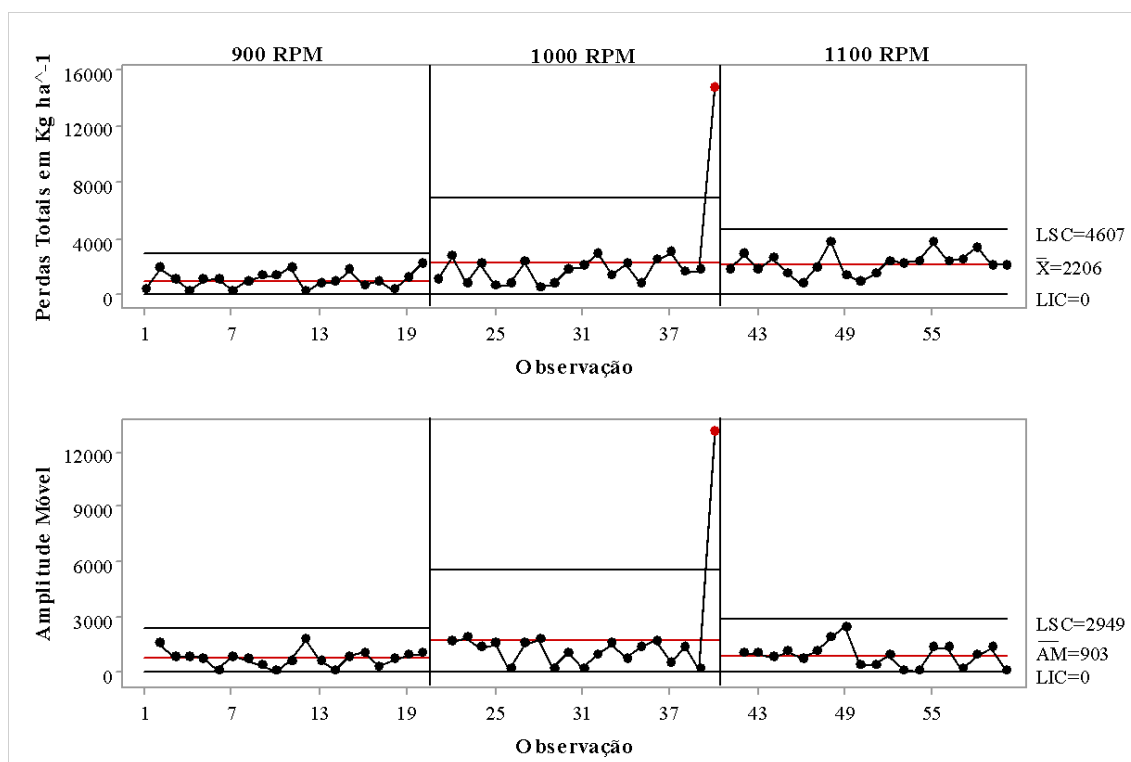 900 RPM 1000 RPM 1100 RPM
Perdas Totais em Kg ha^-1
16000
12000
8000
4000
0
LSC=4607
X̅=2206
LIC=0
1 7 13 19 25 31 37 43 49 55
Observação
Amplitude Móvel
12000
9000
6000
3000
0
LSC=2949
A̅M̅=903
LIC=0
1 7 13 19 25 31 37 43 49 55
Observação